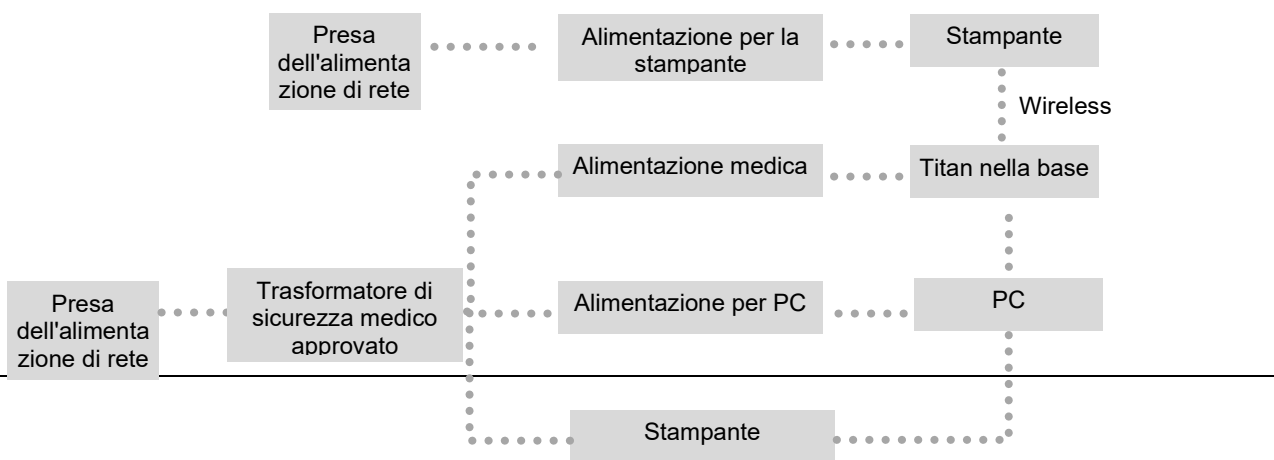 Presa
dell'alimenta
zione di rete
Alimentazione per la
stampante
Stampante
Wireless
Alimentazione medica
Titan nella base
Presa
dell'alimenta
zione di rete
Trasformatore di
sicurezza medico
approvato
Alimentazione per PC
PC
Stampante